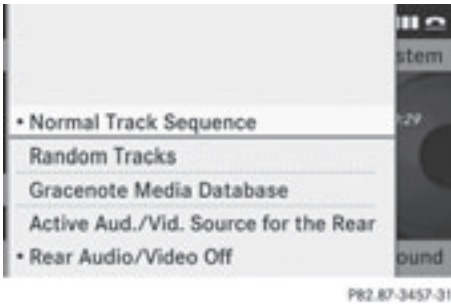 stem
• Normal Track Sequence
:29
Random Tracks
Gracenote Media Database
Active Aud./Vid. Source for the Rear
• Rear Audio/Video Off
ound
P82.87-3457-31